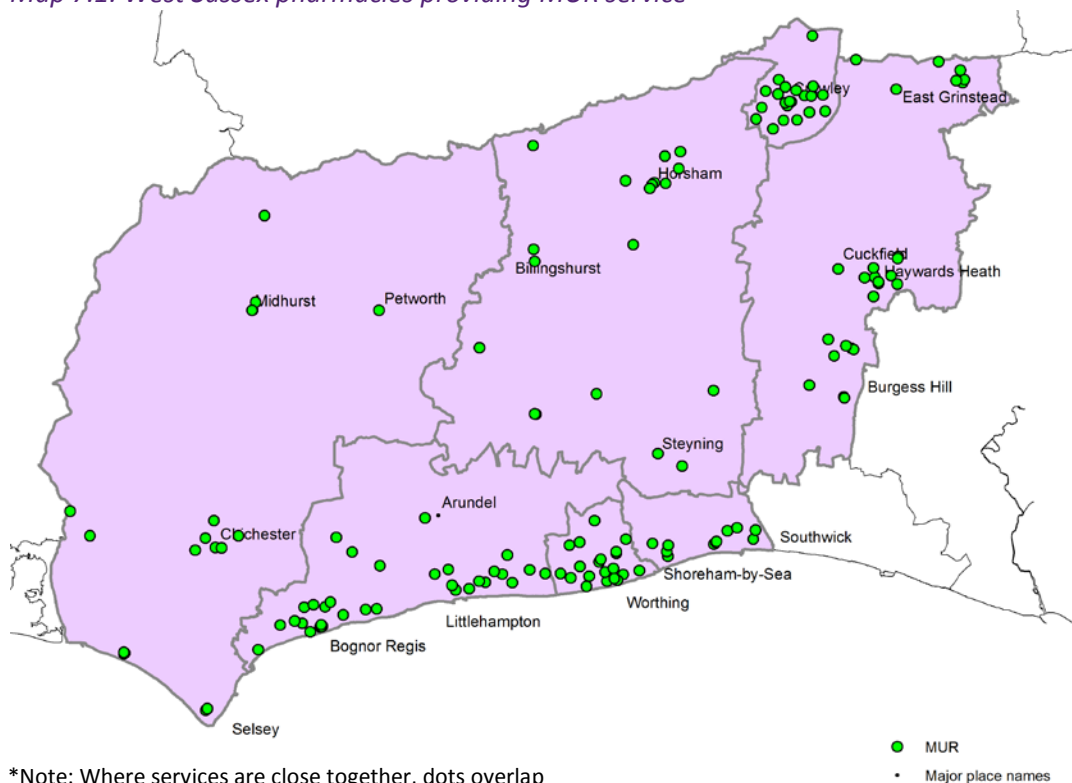 Map 7.2: West Sussex pharmacies providing MUR service
Crawley
East Grinstead
Horsham
Cuckfield
Haywards Heath
Billingshurst
Midhurst
Petworth
Burgess Hill
Steyning
Arundel
Chichester
Southwick
Shoreham-by-Sea
Worthing
Littlehampton
Bognor Regis
Selsey
MUR
Major place names
*Note: Where services are close together, dots overlap